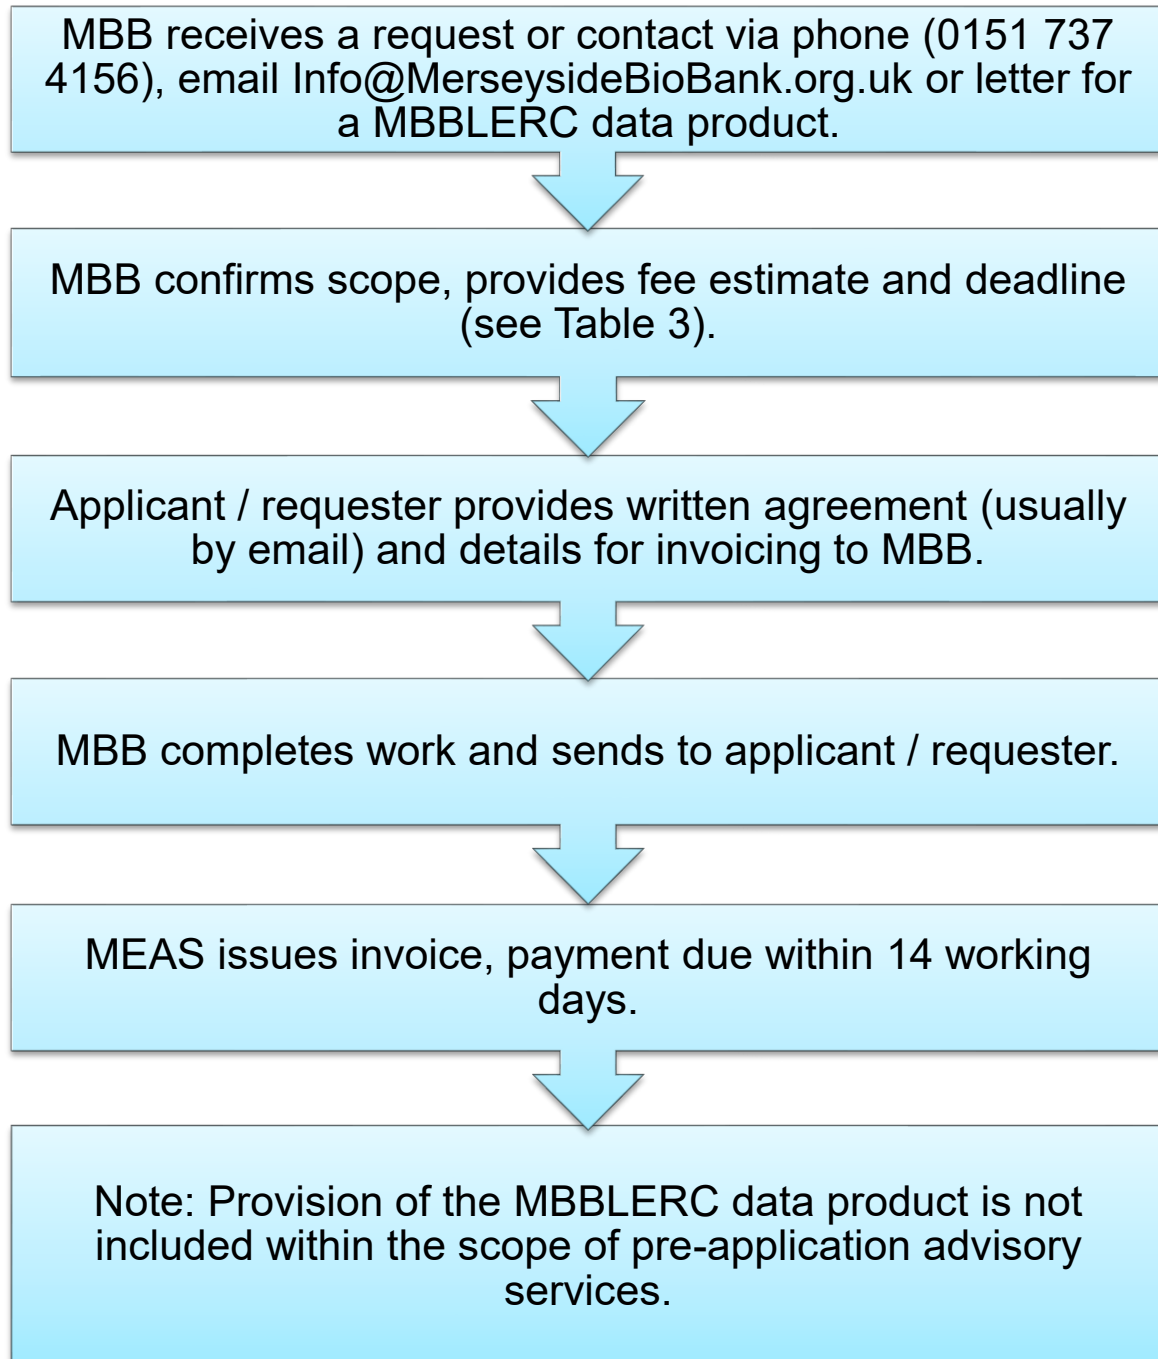 MBB receives a request or contact via phone (0151 737
4156), email Info@MerseysideBioBank.org.uk or letter for
a MBBLERC data product.
MBB confirms scope, provides fee estimate and deadline
(see Table 3).
Applicant / requester provides written agreement (usually
by email) and details for invoicing to MBB.
MBB completes work and sends to applicant / requester.
MEAS issues invoice, payment due within 14 working
days.
Note: Provision of the MBBLERC data product is not
included within the scope of pre-application advisory
services.